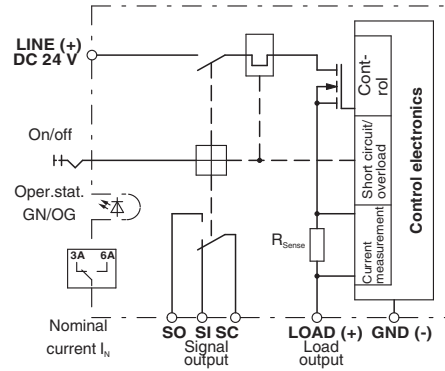 LINE (+)
DC 24 V
On/off
Oper.stat.
GN/OG
3A 6A
Nominal
current IN
SO SI SC
Signal
output
RSense
LOAD (+)
Load
output
GND (-)
Cont-
rol
Short circuit/
overload
Current
measurement
Control electronics